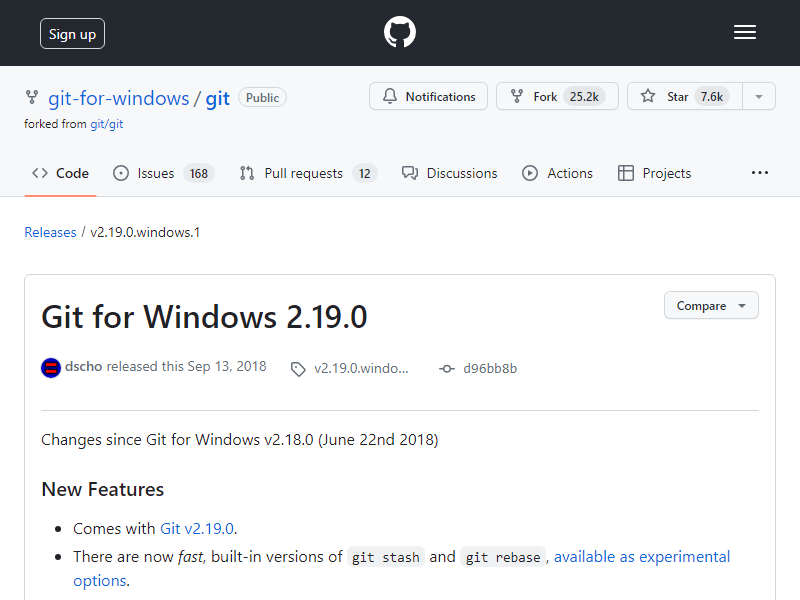 Sign up
git-for-windows / git Public
Notifications
Fork 25.2k
Star 7.6k
forked from git/git
Code
Issues 168
Pull requests 12
Discussions
Actions
Projects
Releases / v2.19.0.windows.1
Git for Windows 2.19.0
Compare
dscho released this Sep 13, 2018
v2.19.0.windo...
d96bb8b
Changes since Git for Windows v2.18.0 (June 22nd 2018)
New Features
Comes with Git v2.19.0.
There are now fast, built-in versions of git stash and git rebase, available as experimental
options.